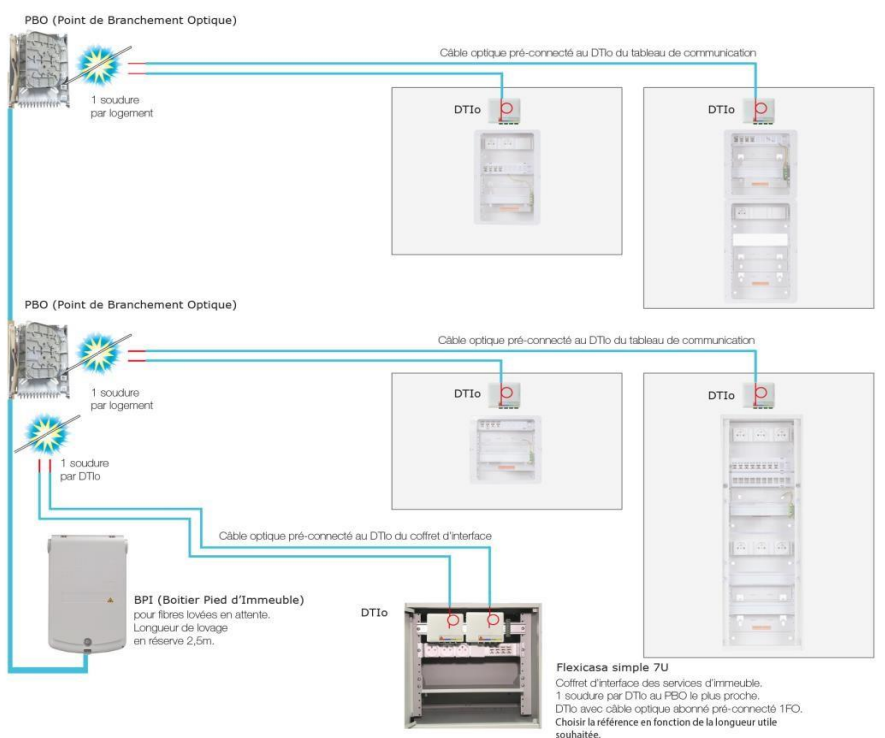 PBO (Point de Branchement Optique)
Câble optique pré-connecté au DTIo du tableau de communication
1 soudure
par logement
DTIo
DTIo
PBO (Point de Branchement Optique)
Câble optique pré-connecté au DTIo du tableau de communication
1 soudure
par logement
DTIo
DTIo
1 soudure
par DTIo
Câble optique pré-connecté au DTIo du coffret d'interface
BPI (Boitier Pied d'Immeuble)
pour fibres lovées en attente.
Longueur de lovage
en réserve 2,5m.
DTIo
Flexicasa simple 7U
Coffret d'interface des services d'immeuble.
1 soudure par DTIo au PBO le plus proche.
DTIo avec câble optique abonné pré-connecté 1FO.
Choisir la référence en fonction de la longueur utile
souhaitée.